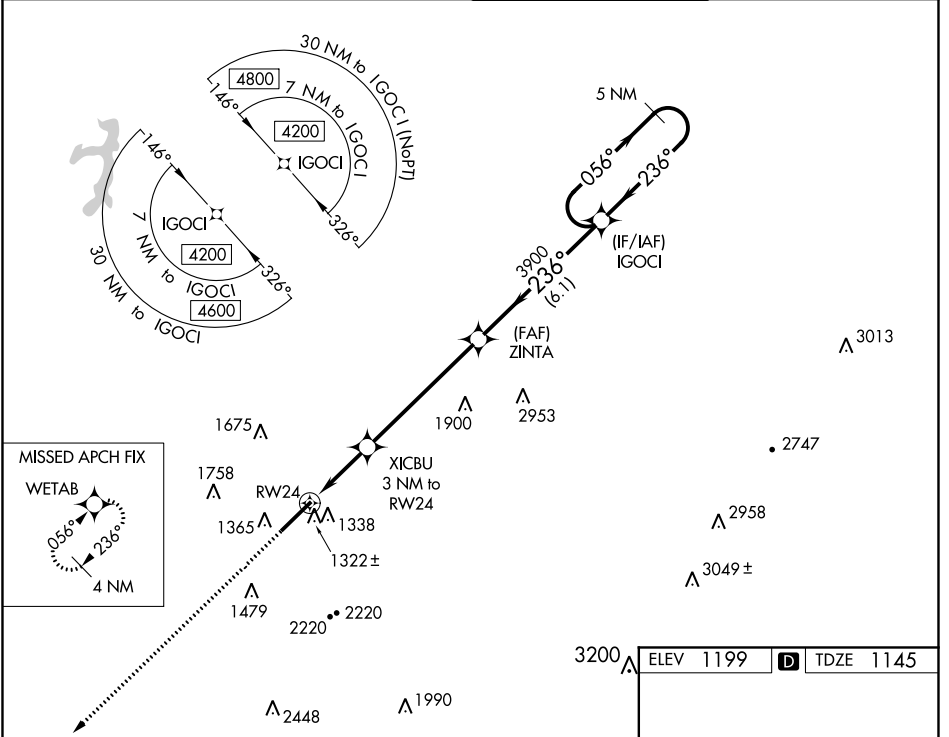 30 NM to IGOCI (NoPT)
4800
146°
7 NM to IGOCI
4200
IGOCI
326°
146°
IGOCI
4200
7 NM to IGOCI
4600
326°
30 NM to IGOCI
5 NM
056°
236°
(IF/IAF)
IGOCI
3900
236°
(6.1)
(FAF)
ZINTA
3013
1900
2953
1675
2747
XICBU
3 NM to
RW24
MISSED APCH FIX
WETAB
056°
236°
4 NM
1758
RW24
1365
1338
1322 ±
2958
3049 ±
1479
2220
2220
3200
ELEV 1199 D TDZE 1145
2448
1990